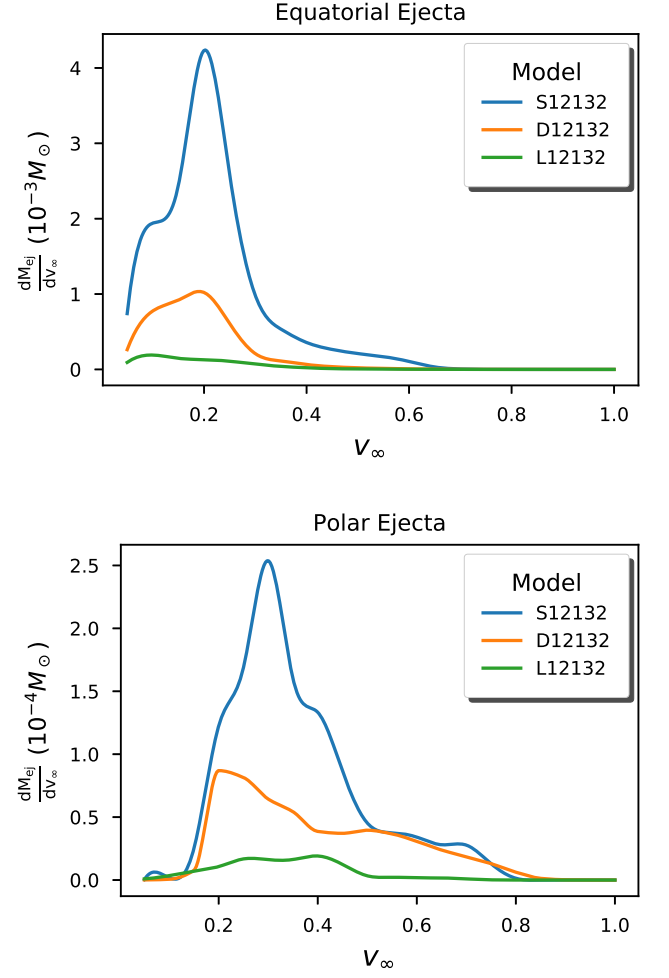 Equatorial Ejecta
Model
S12132
D12132
L12132
4
3
2
1
0
dM_ej/dv_∞ (10^−3 M_⊙)
0.2 0.4 0.6 0.8 1.0
v_∞
Polar Ejecta
Model
S12132
D12132
L12132
2.5
2.0
1.5
1.0
0.5
0.0
dM_ej/dv_∞ (10^−4 M_⊙)
0.2 0.4 0.6 0.8 1.0
v_∞